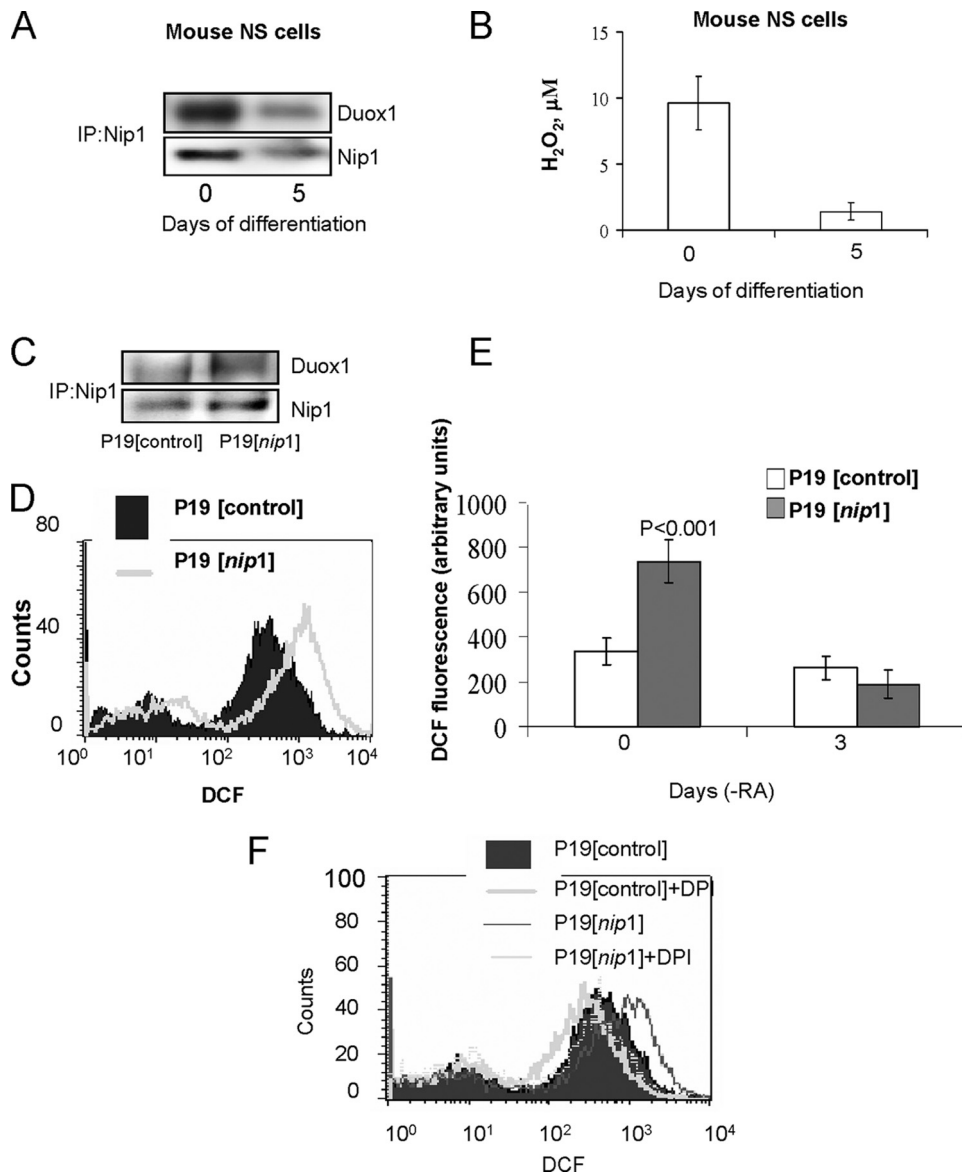 A
Mouse NS cells
IP:Nip1
Duox1
Nip1
0 5
Days of differentiation
B
Mouse NS cells
H2O2, µM
15
10
5
0
0 5
Days of differentiation
C
IP:Nip1
Duox1
Nip1
P19[control] P19[nip1]
D
P19 [control]
P19 [nip1]
Counts
80
40
0
10^0 10^1 10^2 10^3 10^4
DCF
E
P19 [control]
P19 [nip1]
DCF fluorescence (arbitrary units)
1000
800
600
400
200
0
P<0.001
0 3
Days (-RA)
F
P19[control]
P19[control]+DPI
P19[nip1]
P19[nip1]+DPI
Counts
100
80
60
40
20
0
10^0 10^1 10^2 10^3 10^4
DCF